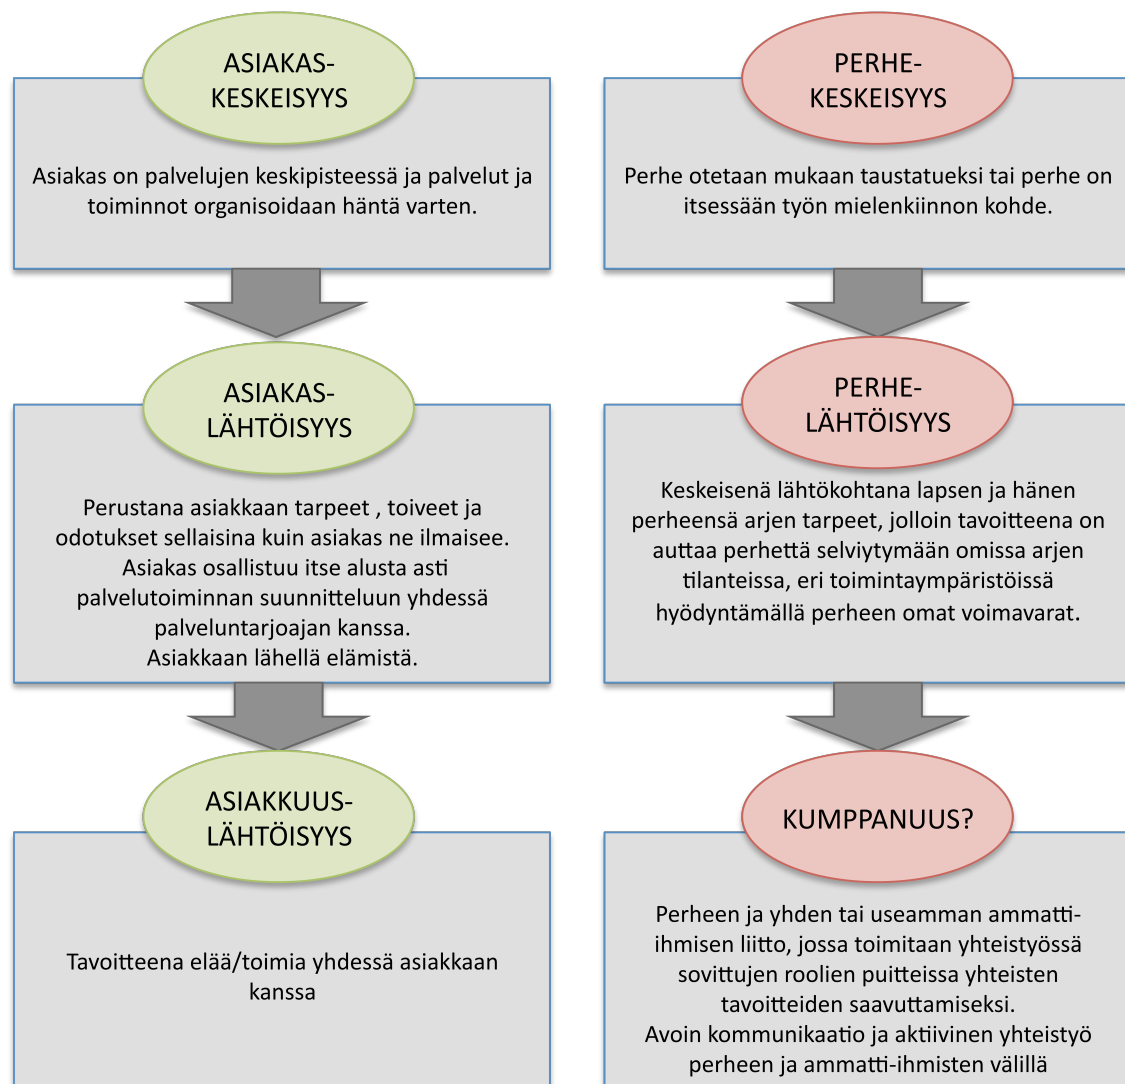 ASIAKAS-
KESKEISYYS
Asiakas on palvelujen keskipisteessä ja palvelut ja
toiminnot organisoidaan häntä varten.
ASIAKAS-
LÄHTÖISYYS
Perustana asiakkaan tarpeet , toiveet ja
odotukset sellaisina kuin asiakas ne ilmaisee.
Asiakas osallistuu itse alusta asti
palvelutoiminnan suunnitteluun yhdessä
palveluntarjoajan kanssa.
Asiakkaan lähellä elämistä.
ASIAKKUUS-
LÄHTÖISYYS
Tavoitteena elää/toimia yhdessä asiakkaan
kanssa
PERHE-
KESKEISYYS
Perhe otetaan mukaan taustatueksi tai perhe on
itsessään työn mielenkiinnon kohde.
PERHE-
LÄHTÖISYYS
Keskeisenä lähtökohtana lapsen ja hänen
perheensä arjen tarpeet, jolloin tavoitteena on
auttaa perhettä selviytymään omissa arjen
tilanteissa, eri toimintaympäristöissä
hyödyntämällä perheen omat voimavarat.
KUMPPANUUS?
Perheen ja yhden tai useamman ammatti-
ihmisen liitto, jossa toimitaan yhteistyössä
sovittujen roolien puitteissa yhteisten
tavoitteiden saavuttamiseksi.
Avoin kommunikaatio ja aktiivinen yhteistyö
perheen ja ammatti-ihmisten välillä